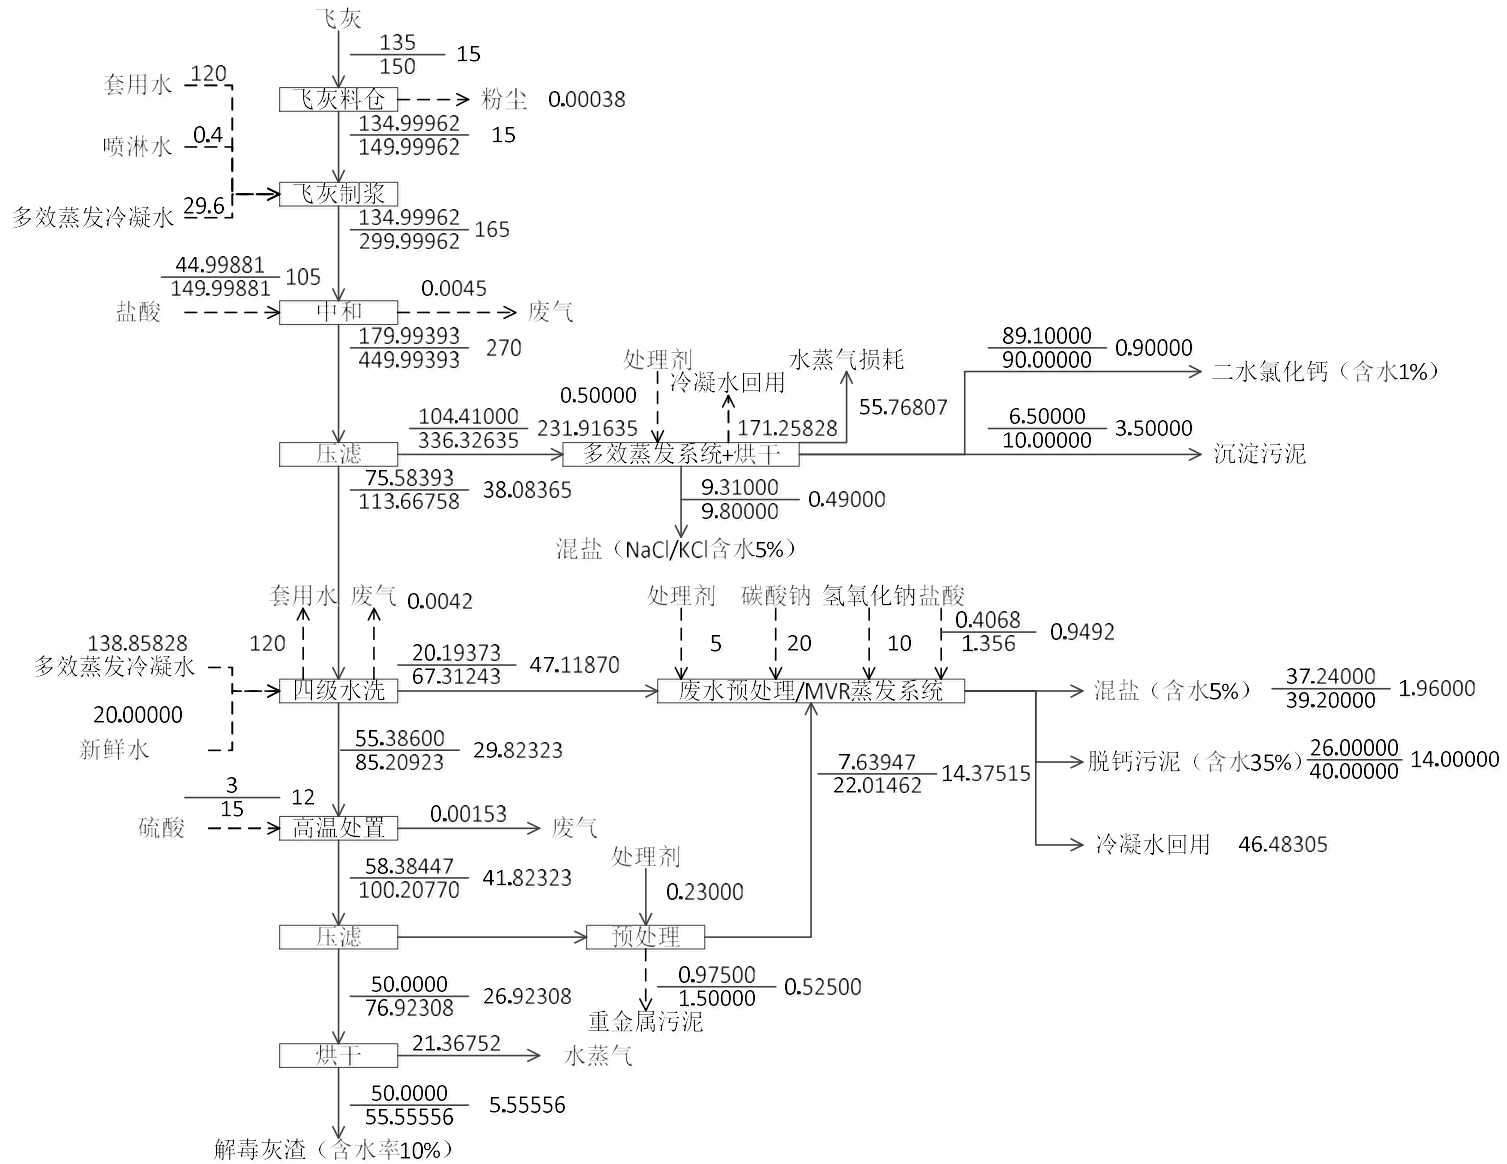 飞灰
135
150
15
套用水
120
飞灰料仓
粉尘
0.00038
134.99962
149.99962
15
喷淋水
0.4
飞灰制浆
多效蒸发冷凝水
29.6
134.99962
299.99962
165
44.99881
149.99881
105
盐酸
中和
0.0045
废气
179.99393
449.99393
270
处理剂
0.50000
冷凝水回用
171.25828
水蒸气损耗
55.76807
89.10000
90.00000
0.90000
二水氯化钙（含水1%）
压滤
104.41000
336.32635
231.91635
多效蒸发系统+烘干
6.50000
10.00000
3.50000
沉淀污泥
75.58393
113.66758
38.08365
9.31000
9.80000
0.49000
混盐（NaCl/KCl含水5%）
套用水
120
废气
0.0042
处理剂
5
碳酸钠
20
氢氧化钠
10
盐酸
0.4068
1.356
0.9492
138.85828
多效蒸发冷凝水
20.00000
新鲜水
四级水洗
20.19373
67.31243
47.11870
废水预处理/MVR蒸发系统
混盐（含水5%）
37.24000
39.20000
1.96000
55.38600
85.20923
29.82323
7.63947
22.01462
14.37515
脱钙污泥（含水35%）
26.00000
40.00000
14.00000
3
15
12
硫酸
高温处置
0.00153
废气
冷凝水回用
46.48305
58.38447
100.20770
41.82323
处理剂
0.23000
压滤
预处理
50.0000
76.92308
26.92308
0.97500
1.50000
0.52500
重金属污泥
烘干
21.36752
水蒸气
50.0000
55.55556
5.55556
解毒灰渣（含水率10%）